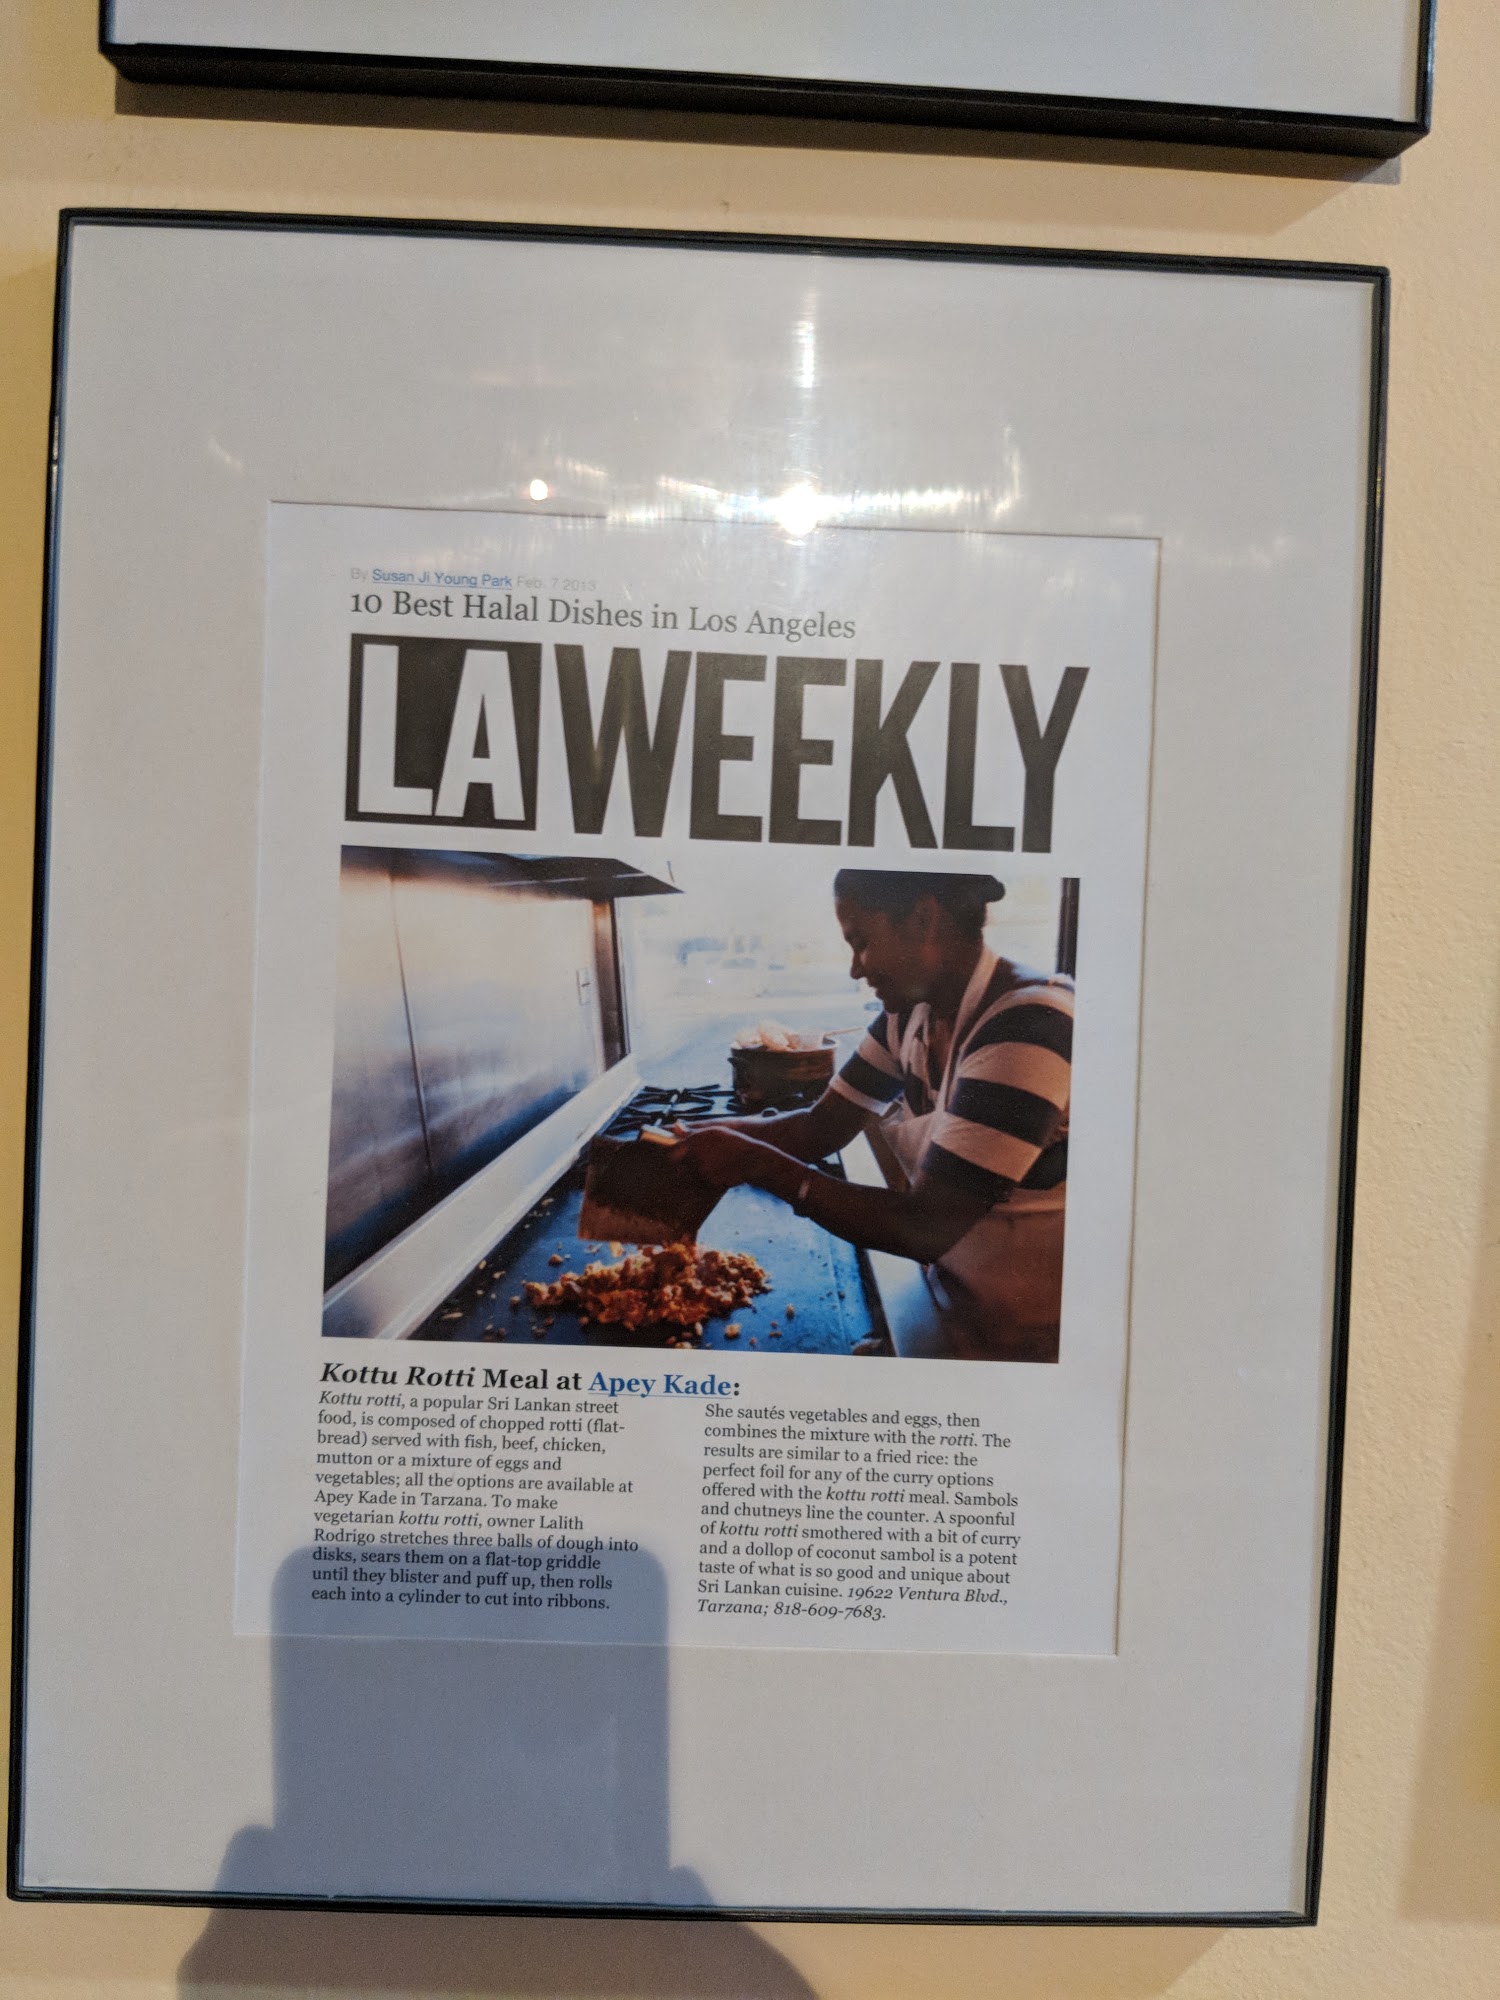 By Susan Ji Young Park Feb. 7 2013
10 Best Halal Dishes in Los Angeles
LA WEEKLY
Kottu Rotti Meal at Apey Kade:
Kottu rotti, a popular Sri Lankan street
food, is composed of chopped rotti (flat-
bread) served with fish, beef, chicken,
mutton or a mixture of eggs and
vegetables; all the options are available at
Apey Kade in Tarzana. To make
vegetarian kottu rotti, owner Lalith
Rodrigo stretches three balls of dough into
disks, sears them on a flat-top griddle
until they blister and puff up, then rolls
each into a cylinder to cut into ribbons.
She sautés vegetables and eggs, then
combines the mixture with the rotti. The
results are similar to a fried rice: the
perfect foil for any of the curry options
offered with the kottu rotti meal. Sambols
and chutneys line the counter. A spoonful
of kottu rotti smothered with a bit of curry
and a dollop of coconut sambol is a potent
taste of what is so good and unique about
Sri Lankan cuisine. 19622 Ventura Blvd.,
Tarzana; 818-609-7683.